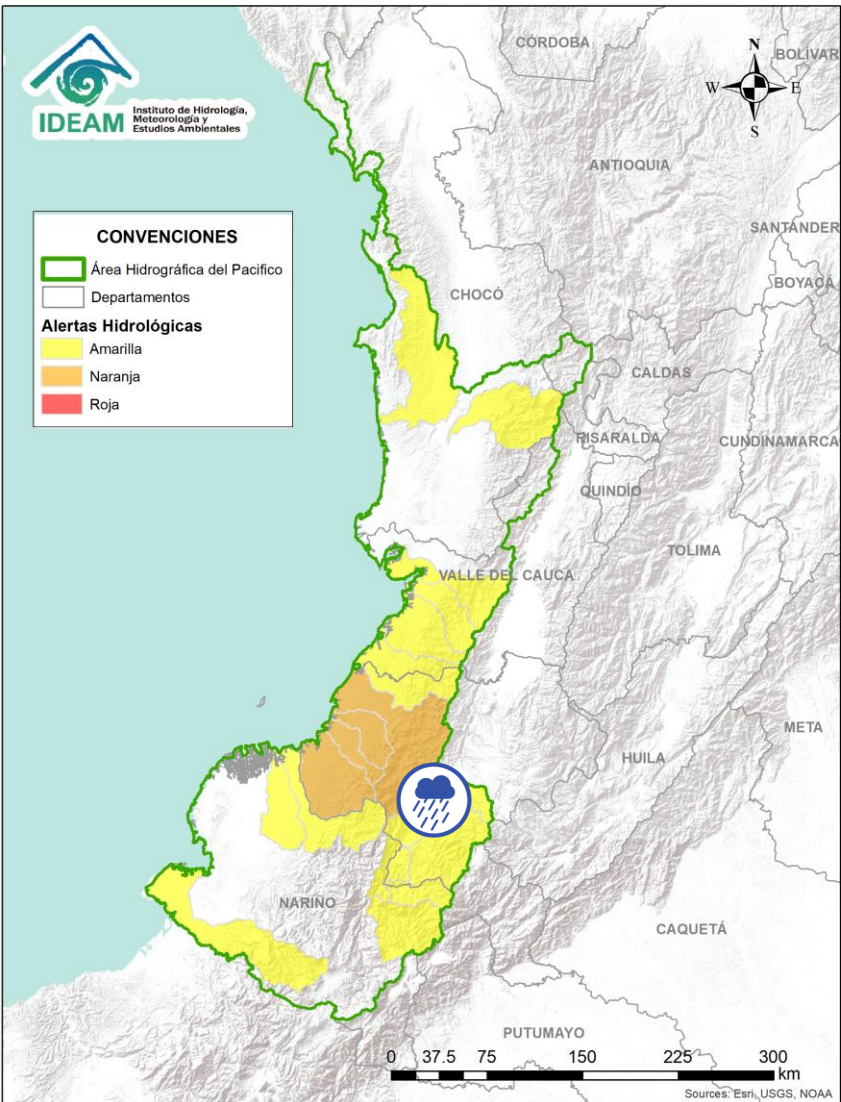 IDEAM
Instituto de Hidrología,
Meteorología y
Estudios Ambientales
CÓRDOBA
BOLÍVAR
N
W
E
S
ANTIOQUIA
CONVENCIONES
Área Hidrográfica del Pacifico
Departamentos
Alertas Hidrológicas
Amarilla
Naranja
Roja
SANTANDER
BOYACÁ
CHOCÓ
CALDAS
RISARALDA
CUNDINAMARCA
QUINDÍO
TOLIMA
VALLE DEL CAUCA
META
HUILA
NARIÑO
CAQUETÁ
PUTUMAYO
0 37.5 75 150 225 300
km
Sources: Esri, USGS, NOAA